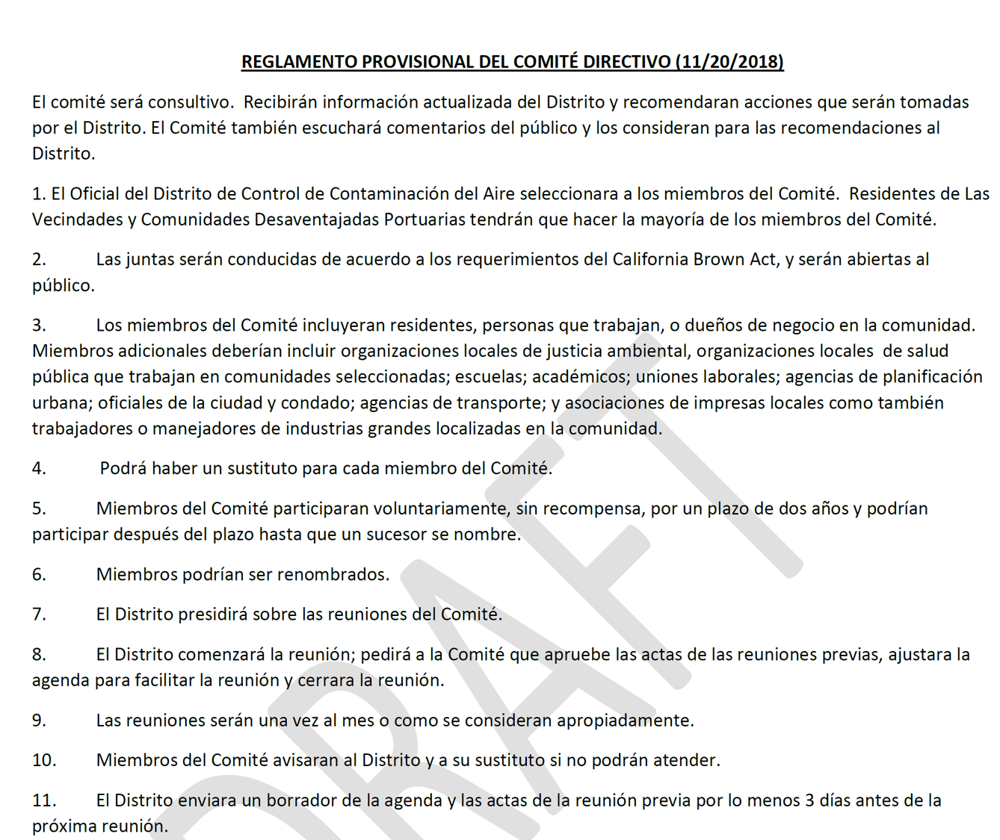 REGLAMENTO PROVISIONAL DEL COMITÉ DIRECTIVO (11/20/2018)
El comité será consultivo.  Recibirán información actualizada del Distrito y recomendaran acciones que serán tomadas
por el Distrito. El Comité también escuchará comentarios del público y los consideran para las recomendaciones al
Distrito.
1. El Oficial del Distrito de Control de Contaminación del Aire seleccionara a los miembros del Comité.  Residentes de Las
Vecindades y Comunidades Desaventajadas Portuarias tendrán que hacer la mayoría de los miembros del Comité.
2. Las juntas serán conducidas de acuerdo a los requerimientos del California Brown Act, y serán abiertas al
público.
3. Los miembros del Comité incluyeran residentes, personas que trabajan, o dueños de negocio en la comunidad.
Miembros adicionales deberían incluir organizaciones locales de justicia ambiental, organizaciones locales  de salud
pública que trabajan en comunidades seleccionadas; escuelas; académicos; uniones laborales; agencias de planificación
urbana; oficiales de la ciudad y condado; agencias de transporte; y asociaciones de impresas locales como también
trabajadores o manejadores de industrias grandes localizadas en la comunidad.
4. Podrá haber un sustituto para cada miembro del Comité.
5. Miembros del Comité participaran voluntariamente, sin recompensa, por un plazo de dos años y podrían
participar después del plazo hasta que un sucesor se nombre.
6. Miembros podrían ser renombrados.
7. El Distrito presidirá sobre las reuniones del Comité.
8. El Distrito comenzará la reunión; pedirá a la Comité que apruebe las actas de las reuniones previas, ajustara la
agenda para facilitar la reunión y cerrara la reunión.
9. Las reuniones serán una vez al mes o como se consideran apropiadamente.
10. Miembros del Comité avisaran al Distrito y a su sustituto si no podrán atender.
11. El Distrito enviara un borrador de la agenda y las actas de la reunión previa por lo menos 3 días antes de la
próxima reunión.
DRAFT